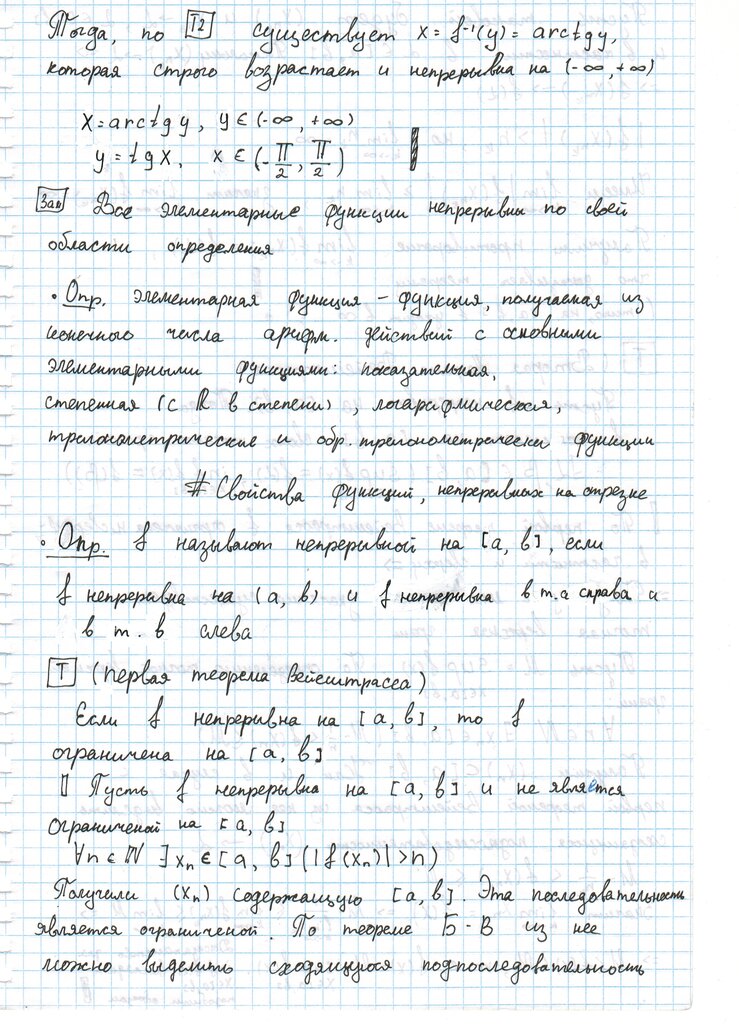 Тогда, по T2 существует x = f⁻¹(y) = arctg y,
которая строго возрастает и непрерывна на (-∞, +∞)
x = arctg y, y ∈ (-∞, +∞)
y = tg x, x ∈ (-π/2, π/2)
Зам Все элементарные функции непрерывны по своей
области определения
• Опр. элементарная функция - функция, получаемая из
конечного числа арифм. действий с основными
элементарными функциями: показательная,
степенная (с ℝ в степени), логарифмическая,
тригонометрические и обр. тригонометрически функции
# Свойства функций, непрерывных на отрезке
• Опр. f называют непрерывной на [a, b], если
f непрерывна на (a, b) и f непрерывна в т. a справа и
в т. b слева
T (первая теорема Вейештрасса)
Если f непрерывна на [a, b], то f
ограничена на [a, b]
▯ Пусть f непрерывна на [a, b] и не является
ограниченой на [a, b]
∀n ∈ ℕ ∃ xₙ ∈ [a, b] (|f(xₙ)| > n)
Получили (xₙ) содержащую [a, b]. Эта последовательность
является ограниченой. По теореме Б-В из нее
можно выделить сходящуюся подпоследовательность